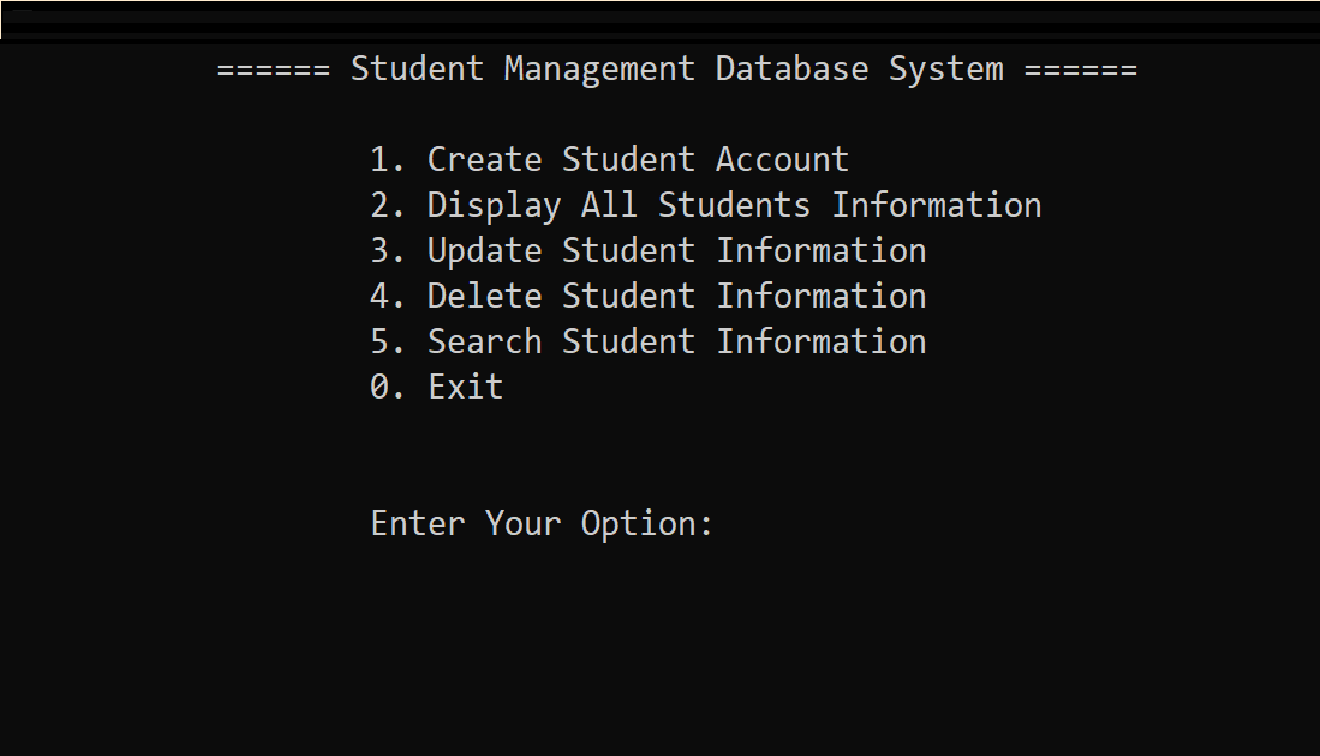 ====== Student Management Database System ======
1. Create Student Account
2. Display All Students Information
3. Update Student Information
4. Delete Student Information
5. Search Student Information
0. Exit
Enter Your Option: